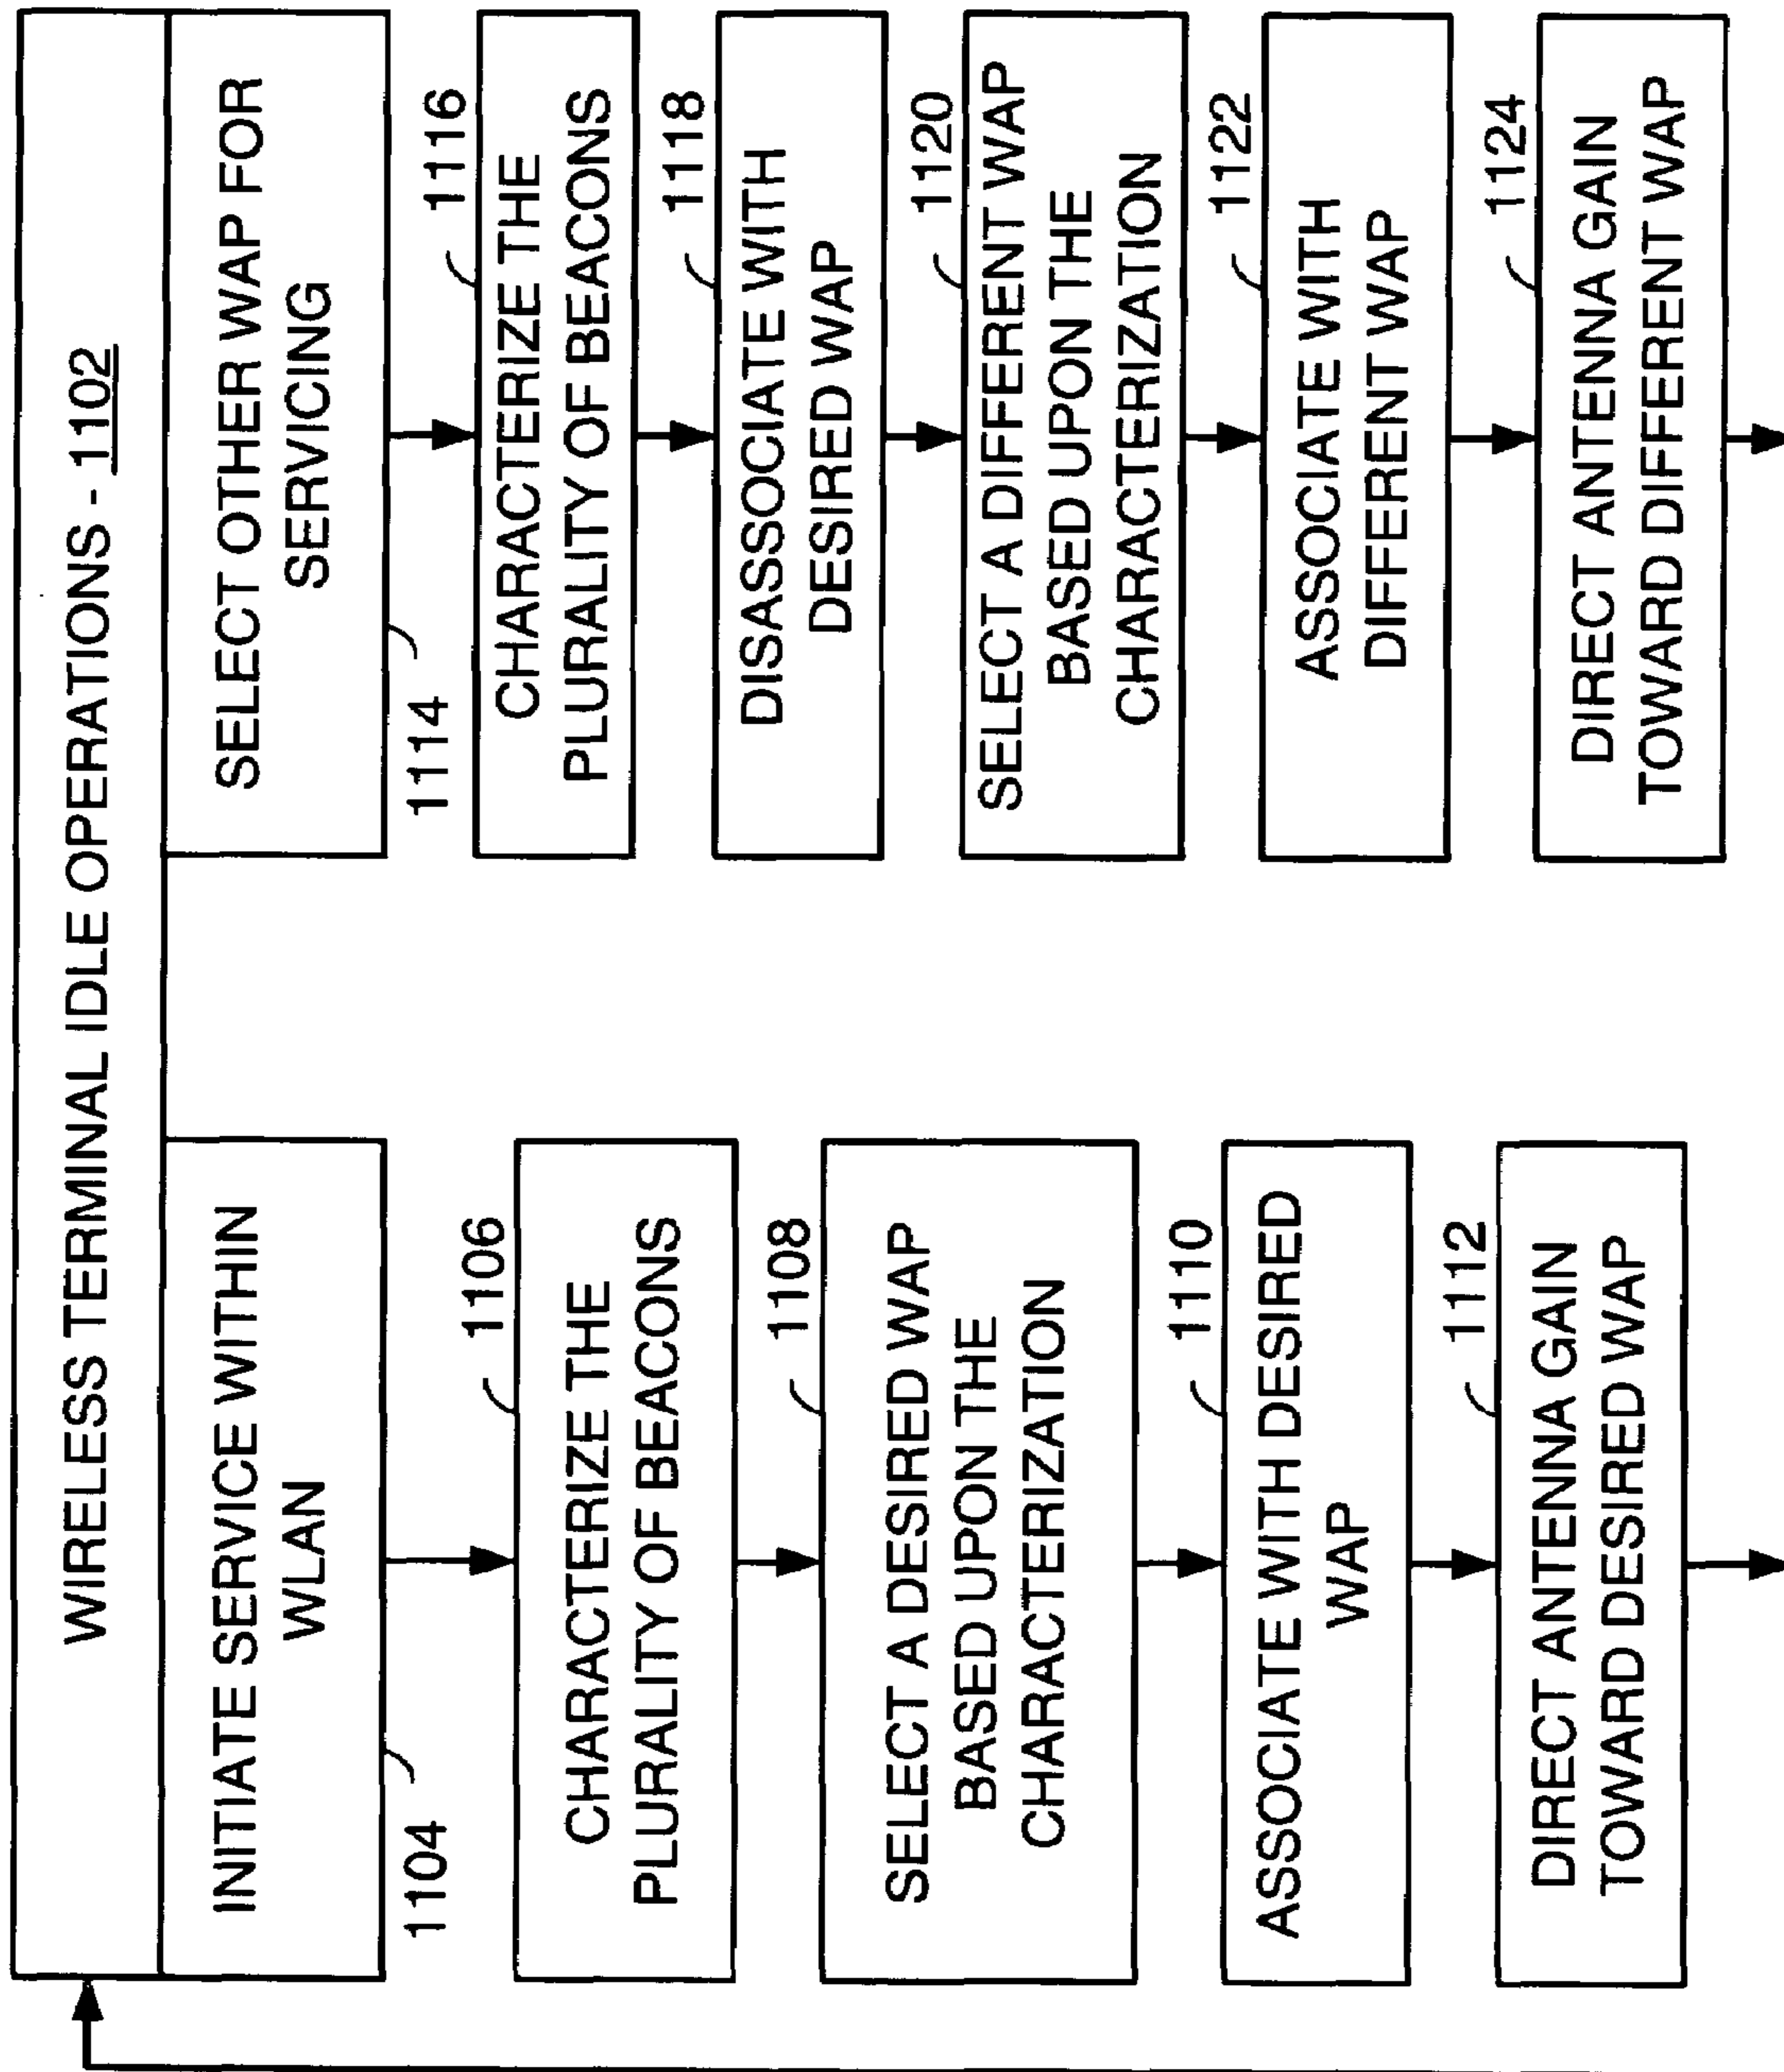 WIRELESS TERMINAL IDLE OPERATIONS - 1102
INITIATE SERVICE WITHIN
WLAN
1104
1106
CHARACTERIZE THE
PLURALITY OF BEACONS
1108
SELECT A DESIRED WAP
BASED UPON THE
CHARACTERIZATION
1110
ASSOCIATE WITH DESIRED
WAP
1112
DIRECT ANTENNA GAIN
TOWARD DESIRED WAP
SELECT OTHER WAP FOR
SERVICING
1114
1116
CHARACTERIZE THE
PLURALITY OF BEACONS
1118
DISASSOCIATE WITH
DESIRED WAP
1120
SELECT A DIFFERENT WAP
BASED UPON THE
CHARACTERIZATION
1122
ASSOCIATE WITH
DIFFERENT WAP
1124
DIRECT ANTENNA GAIN
TOWARD DIFFERENT WAP